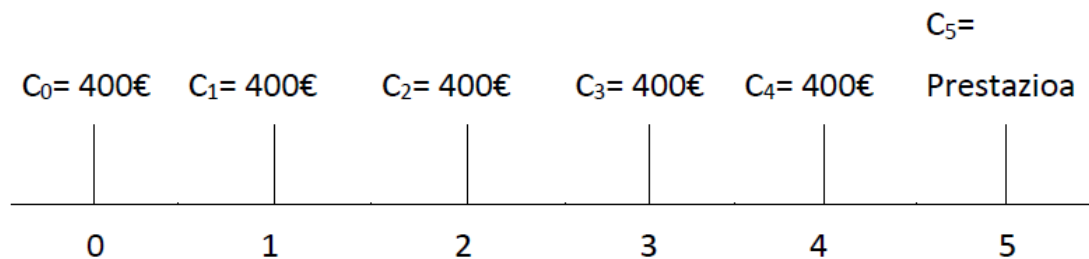 C₅=
C₀= 400€ C₁= 400€ C₂= 400€ C₃= 400€ C₄= 400€ Prestazioa
0 1 2 3 4 5